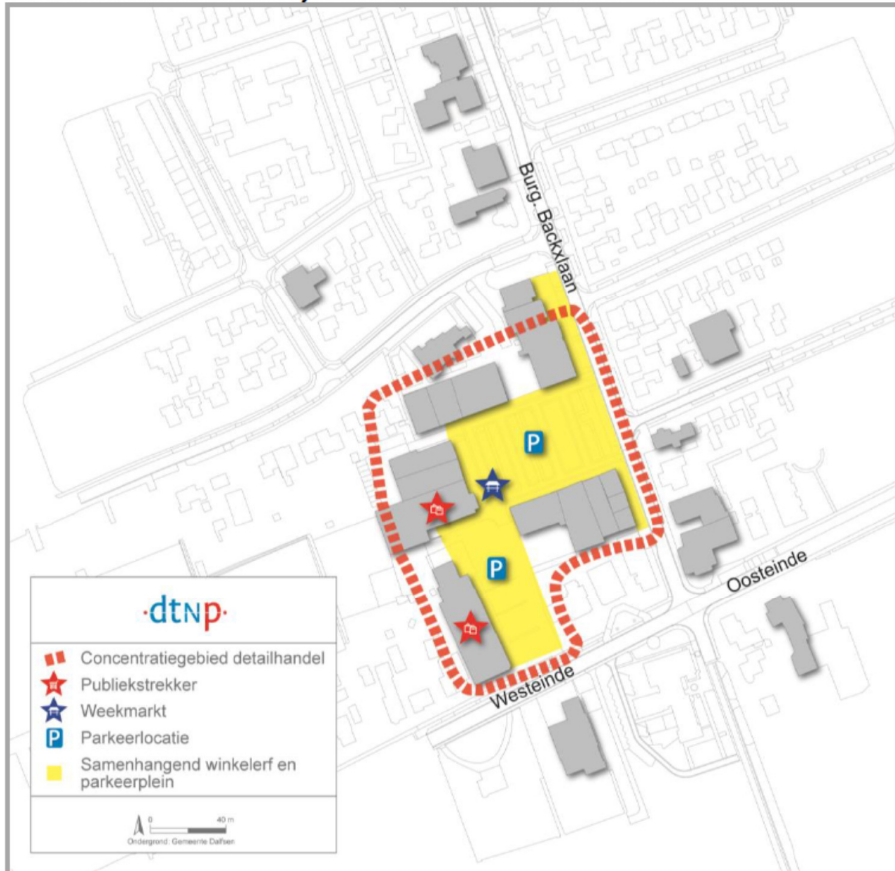 Burg. Backxlaan
P
P
Oosteinde
Westeinde
·dtNp·
Concentratiegebied detailhandel
Publiekstrekker
Weekmarkt
P Parkeerlocatie
Samenhangend winkelerf en
parkeerplein
0 40 m
Ondergrond: Gemeente Dalfsen